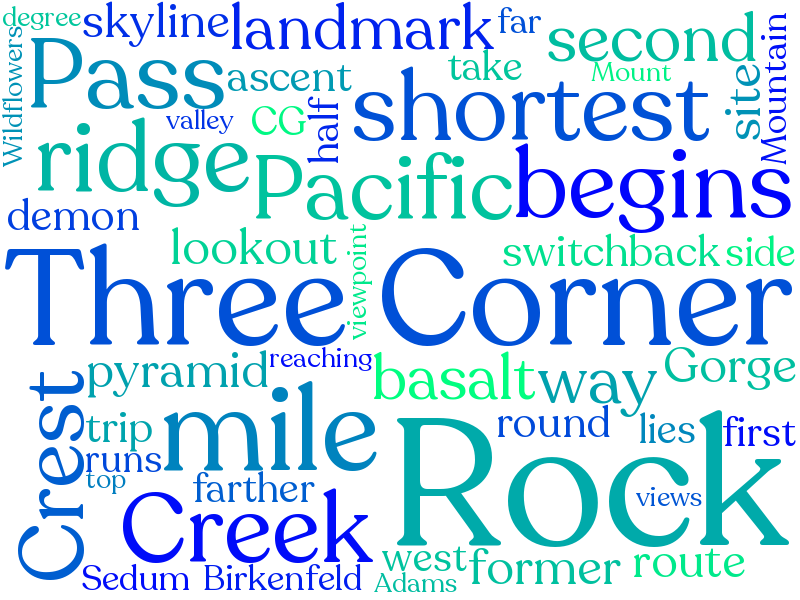 degree
skyline
landmark
far
second
Mountain
Wildflowers
Pass
ascent
take
Mount
site
valley
CG
half
shortest
ridge
Pacific
begins
demon
lookout
viewpoint
switchback
side
Three
Corner
pyramid
reaching
basalt
way
Gorge
Crest
trip
mile
round
lies
first
runs
top
farther
Rock
views
Creek
west
former
route
Sedum
Birkenfeld
Adams